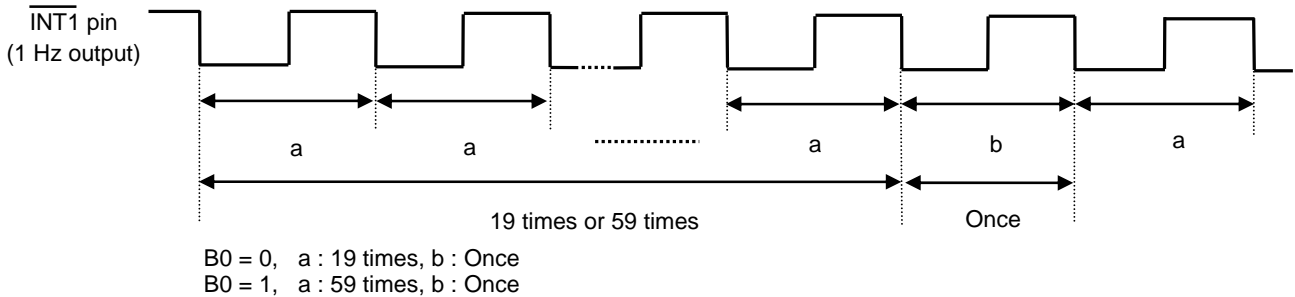 INT1 pin
(1 Hz output)
a a a b a
19 times or 59 times Once
B0 = 0, a : 19 times, b : Once
B0 = 1, a : 59 times, b : Once